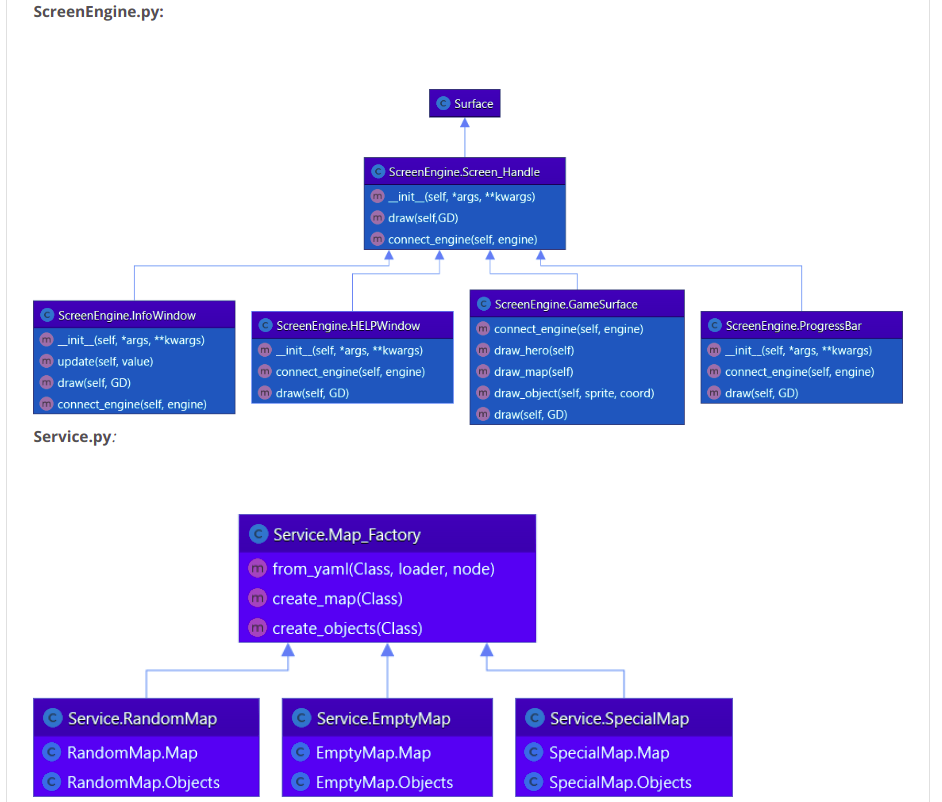 ScreenEngine.py:
C Surface
C ScreenEngine.Screen_Handle
m __init__(self, *args, **kwargs)
m draw(self,GD)
m connect_engine(self, engine)
C ScreenEngine.InfoWindow
m __init__(self, *args, **kwargs)
m update(self, value)
m draw(self, GD)
m connect_engine(self, engine)
C ScreenEngine.HELPWindow
m __init__(self, *args, **kwargs)
m connect_engine(self, engine)
m draw(self, GD)
C ScreenEngine.GameSurface
m connect_engine(self, engine)
m draw_hero(self)
m draw_map(self)
m draw_object(self, sprite, coord)
m draw(self, GD)
C ScreenEngine.ProgressBar
m __init__(self, *args, **kwargs)
m connect_engine(self, engine)
m draw(self, GD)
Service.py:
C Service.Map_Factory
m from_yaml(Class, loader, node)
m create_map(Class)
m create_objects(Class)
C Service.RandomMap
C RandomMap.Map
C RandomMap.Objects
C Service.EmptyMap
C EmptyMap.Map
C EmptyMap.Objects
C Service.SpecialMap
C SpecialMap.Map
C SpecialMap.Objects